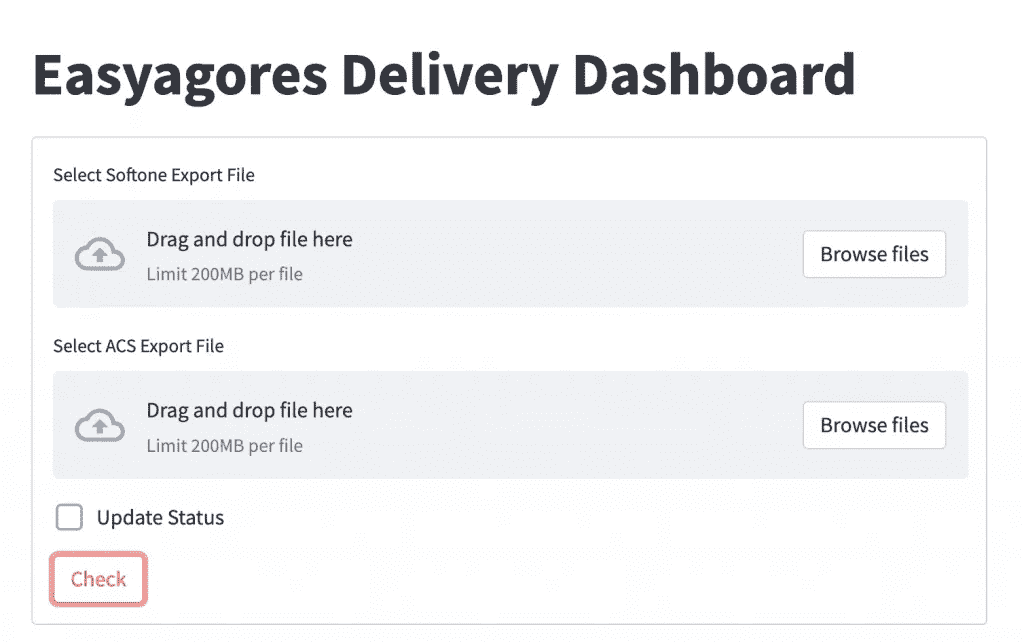 Easyagores Delivery Dashboard
Select Softone Export File
Drag and drop file here
Limit 200MB per file
Browse files
Select ACS Export File
Drag and drop file here
Limit 200MB per file
Browse files
Update Status
Check